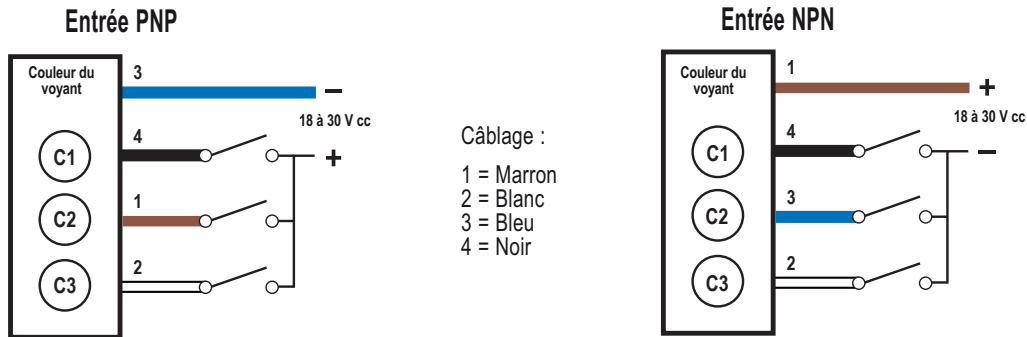 Entrée PNP
Couleur du
voyant
3
–
18 à 30 V cc
4
C1
+
1
C2
2
C3
Câblage :
1 = Marron
2 = Blanc
3 = Bleu
4 = Noir
Entrée NPN
Couleur du
voyant
1
+
18 à 30 V cc
4
C1
–
3
C2
2
C3